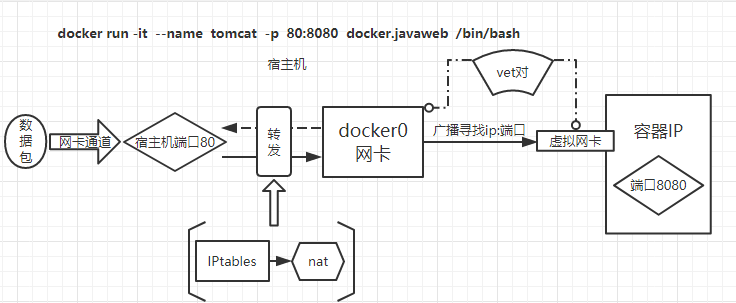 docker run -it --name tomcat -p 80:8080 docker.javaweb /bin/bash
宿主机
vet对
数
据
包
网卡通道
宿主机端口80
转
发
docker0
网卡
广播寻找ip:端口
虚拟网卡
容器IP
端口8080
IPtables
nat